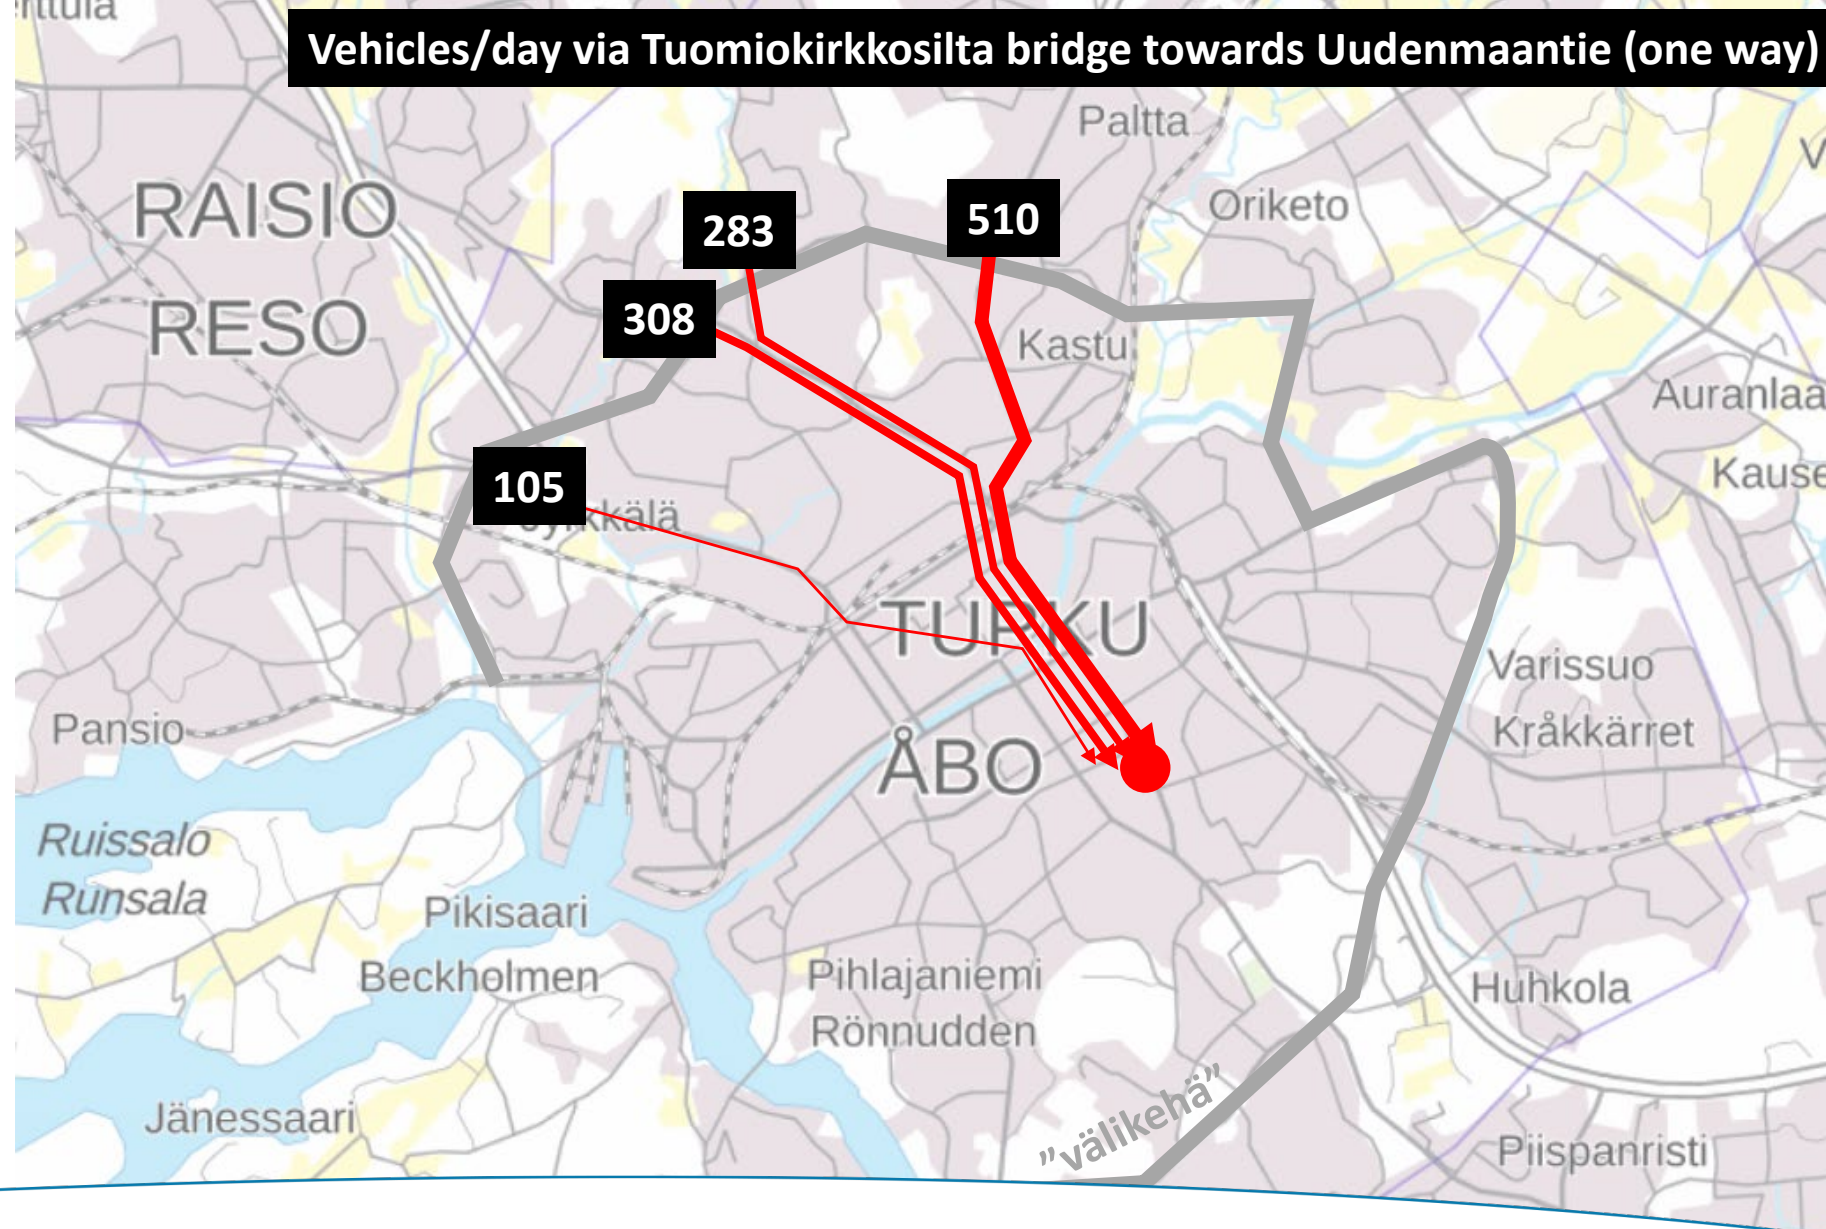 Vehicles/day via Tuomiokirkkosilta bridge towards Uudenmaantie (one way)
Paltta
RAISIO
Oriketo
510
283
308
RESO
Kastu
Auranlaa
Kause
105
TURKU
Varissuo
Kråkkärret
Pansio
ÅBO
Ruissalo
Runsala
Pikisaari
Beckholmen
Pihlajaniemi
Rönnudden
Huhkola
Jänessaari
”välikehä”
Piispanristi